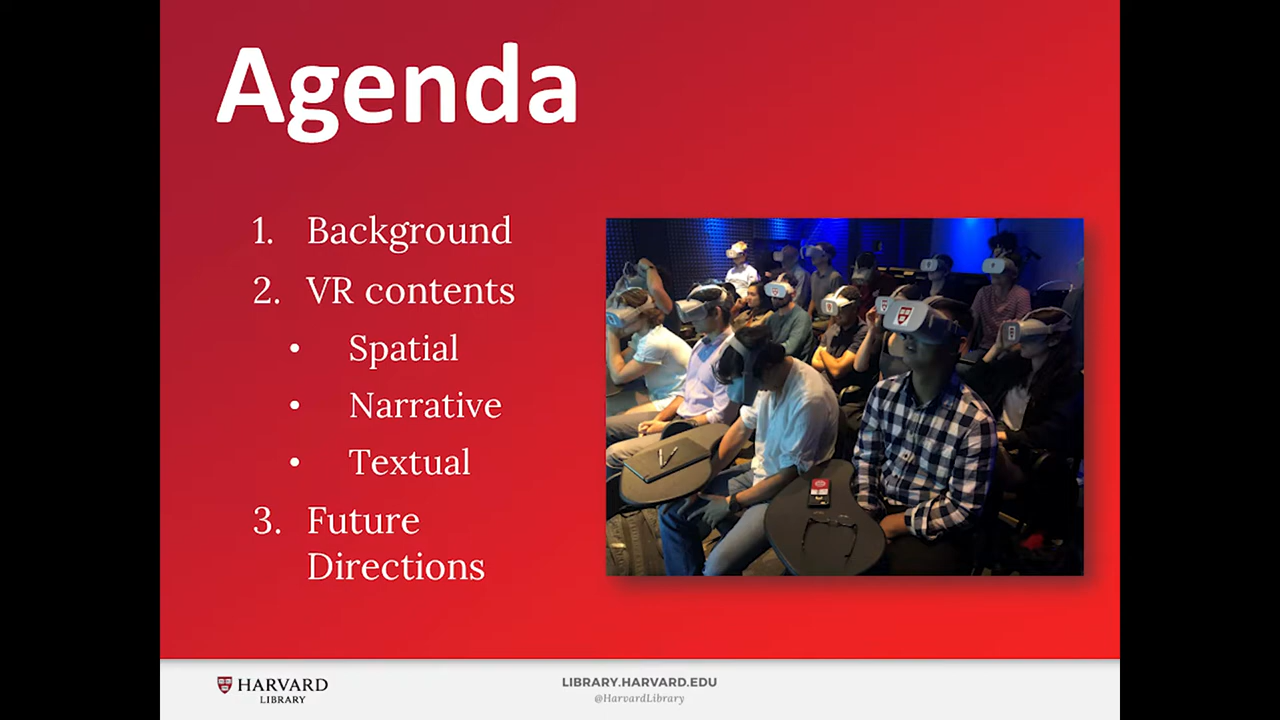 Agenda
1. Background
2. VR contents
• Spatial
• Narrative
• Textual
3. Future
Directions
HARVARD
LIBRARY
LIBRARY.HARVARD.EDU
@HarvardLibrary